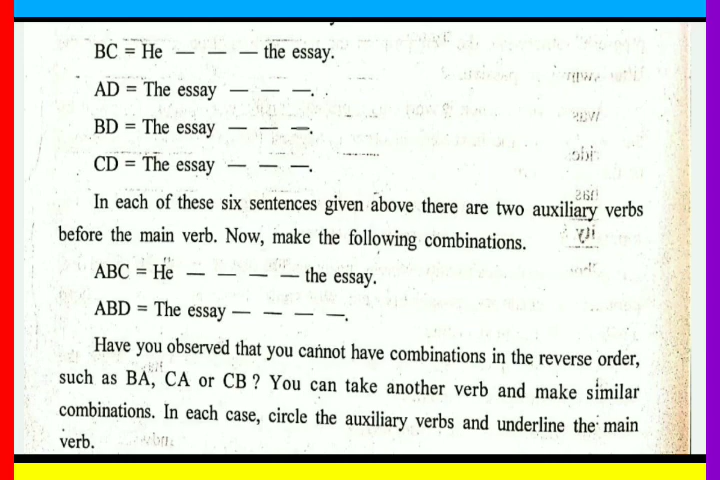 BC = He — — — the essay.
AD = The essay — — —.
BD = The essay — — —.
CD = The essay — — —.
In each of these six sentences given above there are two auxiliary verbs
before the main verb. Now, make the following combinations.
ABC = He — — — — the essay.
ABD = The essay — — — —.
Have you observed that you cannot have combinations in the reverse order,
such as BA, CA or CB ? You can take another verb and make similar
combinations. In each case, circle the auxiliary verbs and underline the main
verb.